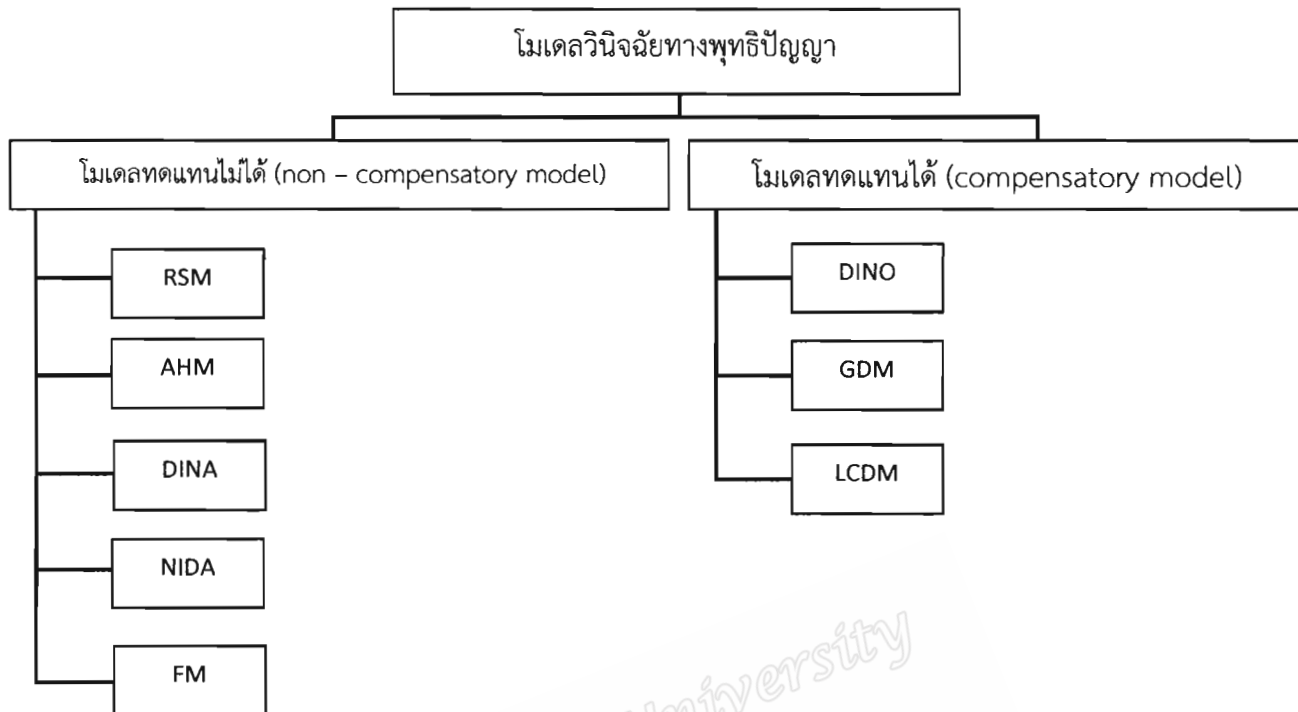 โมเดลวินิจฉัยทางพุทธิปัญญา
โมเดลทดแทนไม่ได้ (non – compensatory model)
โมเดลทดแทนได้ (compensatory model)
RSM
AHM
DINA
NIDA
FM
DINO
GDM
LCDM
University